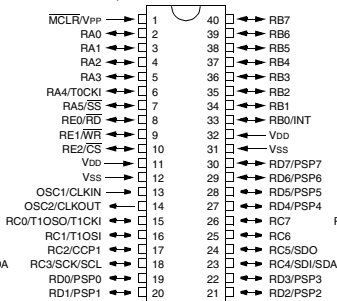 MCLR/VPP 1 40 RB7
RA0 2 39 RB6
RA1 3 38 RB5
RA2 4 37 RB4
RA3 5 36 RB3
RA4/T0CKI 6 35 RB2
RA5/SS 7 34 RB1
RE0/RD 8 33 RB0/INT
RE1/WR 9 32 VDD
RE2/CS 10 31 VSS
VDD 11 30 RD7/PSP7
VSS 12 29 RD6/PSP6
OSC1/CLKIN 13 28 RD5/PSP5
OSC2/CLKOUT 14 27 RD4/PSP4
RC0/T1OSO/T1CKI 15 26 RC7
RC1/T1OSI 16 25 RC6
RC2/CCP1 17 24 RC5/SDO
DA RC3/SCK/SCL 18 23 RC4/SDI/SDA
RD0/PSP0 19 22 RD3/PSP3
RD1/PSP1 20 21 RD2/PSP2